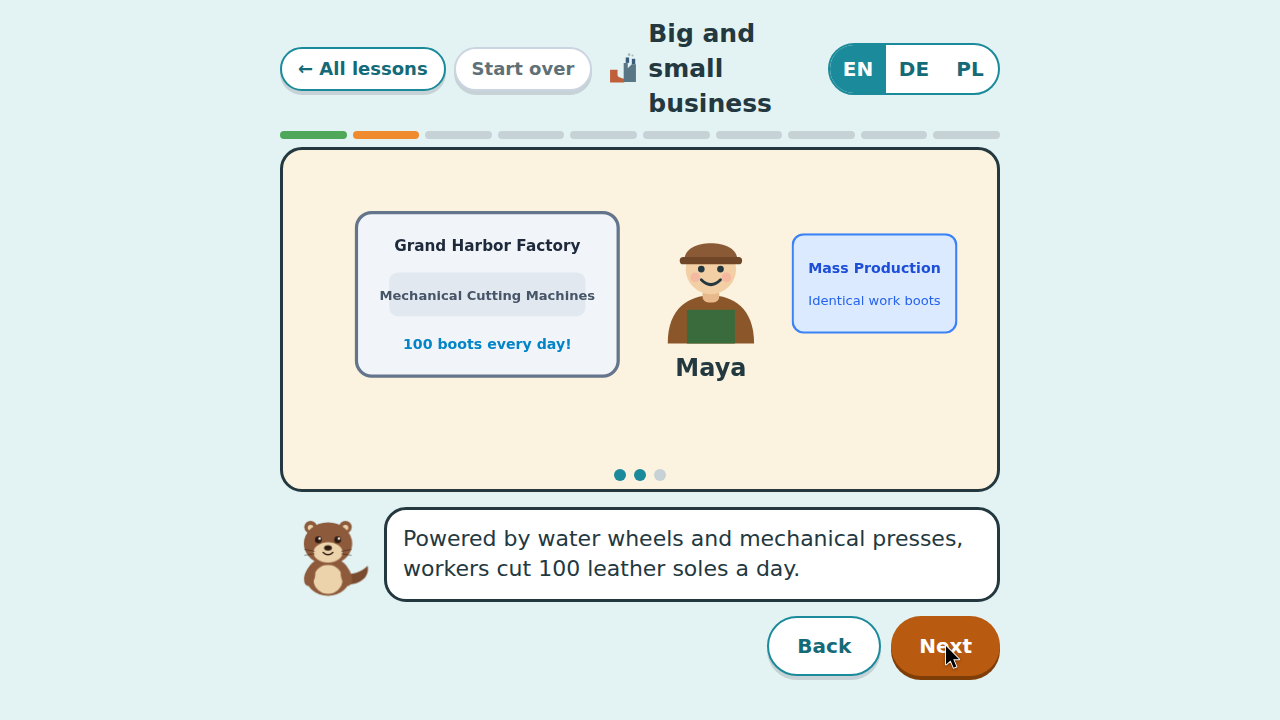 ← All lessons
Start over
Big and
small
business
EN
DE
PL
Grand Harbor Factory
Mechanical Cutting Machines
100 boots every day!
Maya
Mass Production
Identical work boots
Powered by water wheels and mechanical presses,
workers cut 100 leather soles a day.
Back
Next